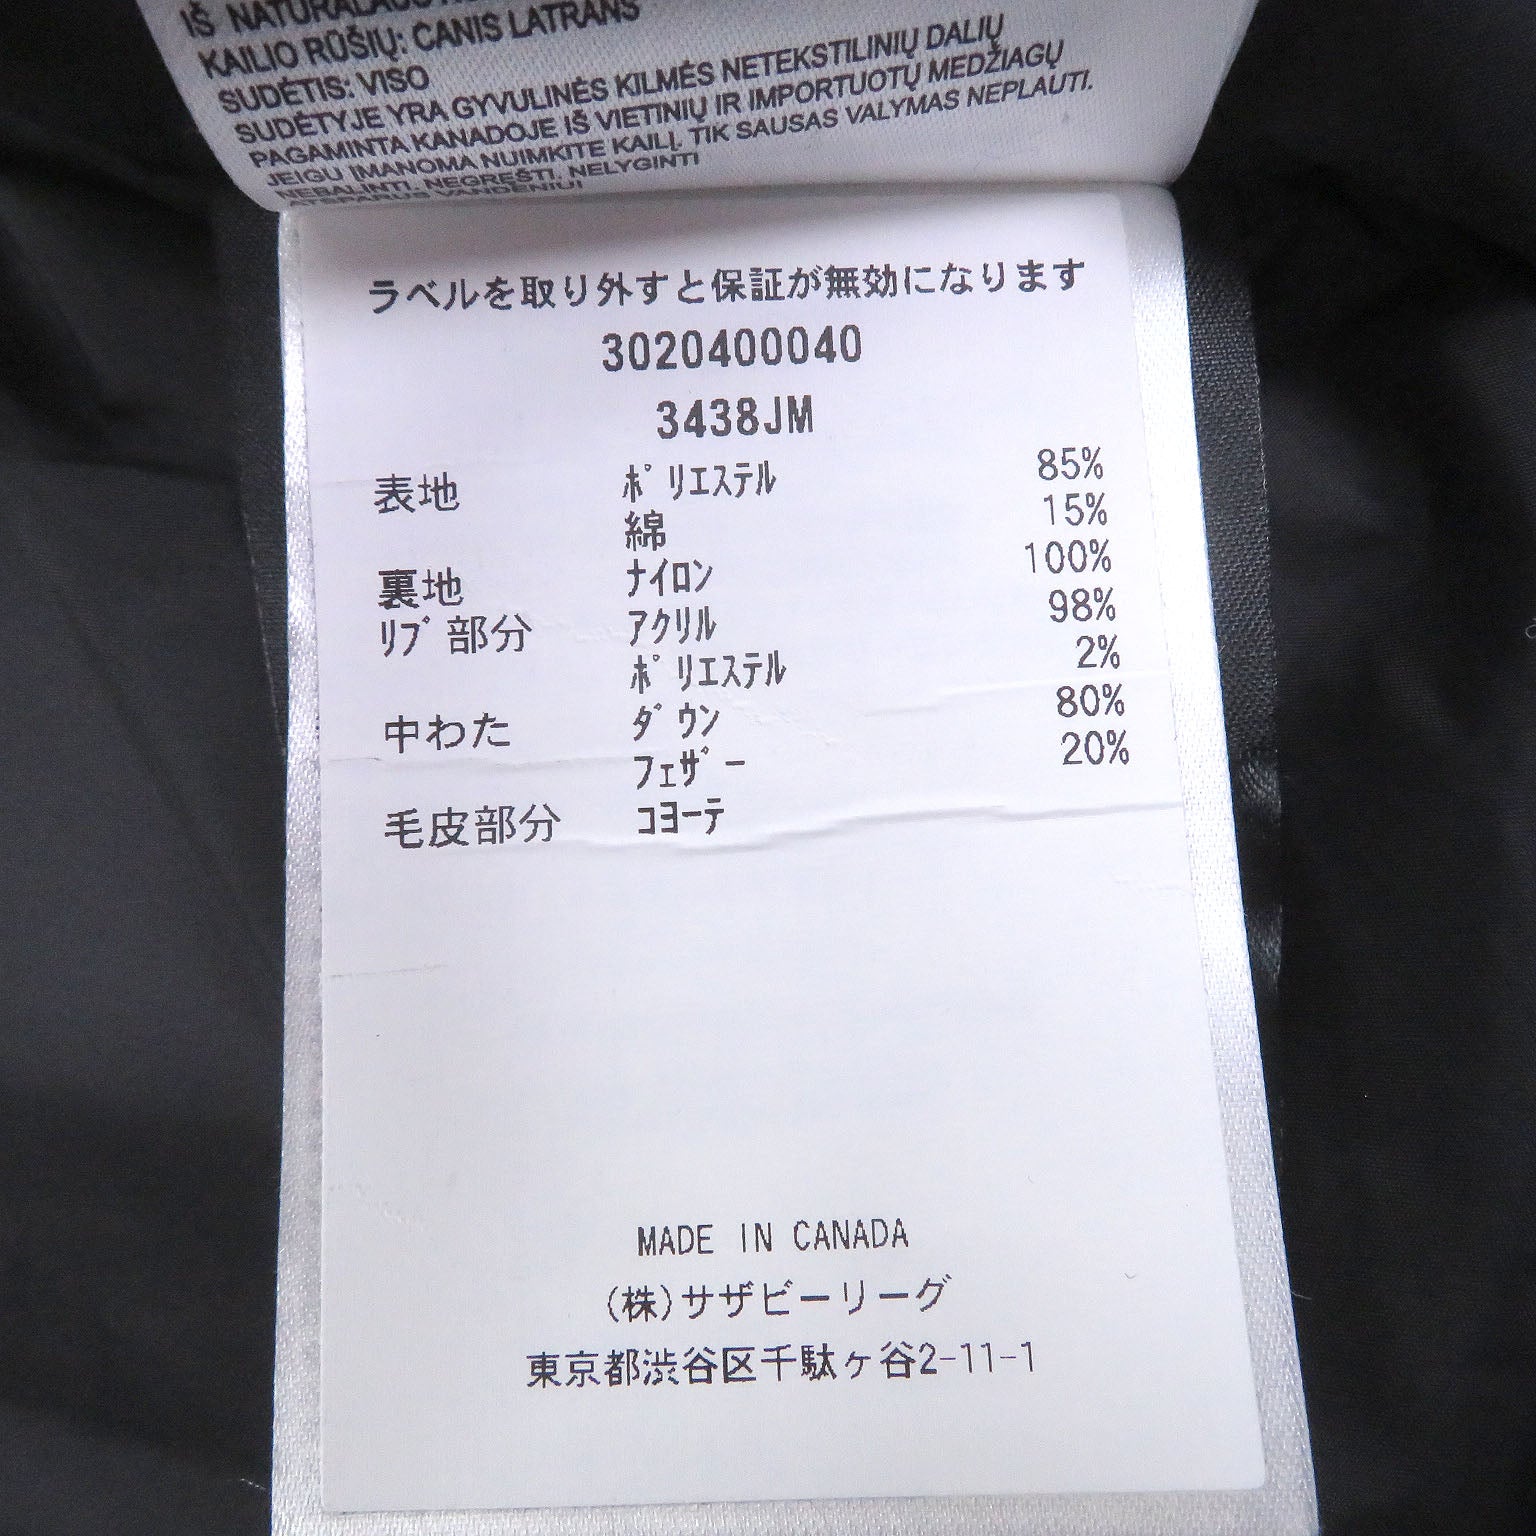 IŠ
KAILIO RŪŠIŲ: CANIS LATRANS
SUDĖTIS: VISO
SUDĖTYJE YRA GYVULINĖS KILMĖS NETEKSTILINIŲ DALIŲ
PAGAMINTA KANADOJE IŠ VIETINIŲ IR IMPORTUOTŲ MEDŽIAGŲ
JEIGU ĮMANOMA NUIMKITE KAILĮ. TIK SAUSAS VALYMAS NEPLAUTI.
NEBALINTI. NEGRĘŠTI. NELYGINTI
ラベルを取り外すと保証が無効になります
3020400040
3438JM
表地 ﾎﾟﾘｴｽﾃﾙ 85%
綿 15%
裏地 ﾅｲﾛﾝ 100%
ﾘﾌﾞ部分 ｱｸﾘﾙ 98%
ﾎﾟﾘｴｽﾃﾙ 2%
中わた ﾀﾞｳﾝ 80%
ﾌｪｻﾞｰ 20%
毛皮部分 ｺﾖｰﾃ
MADE IN CANADA
(株)サザビーリーグ
東京都渋谷区千駄ヶ谷2-11-1